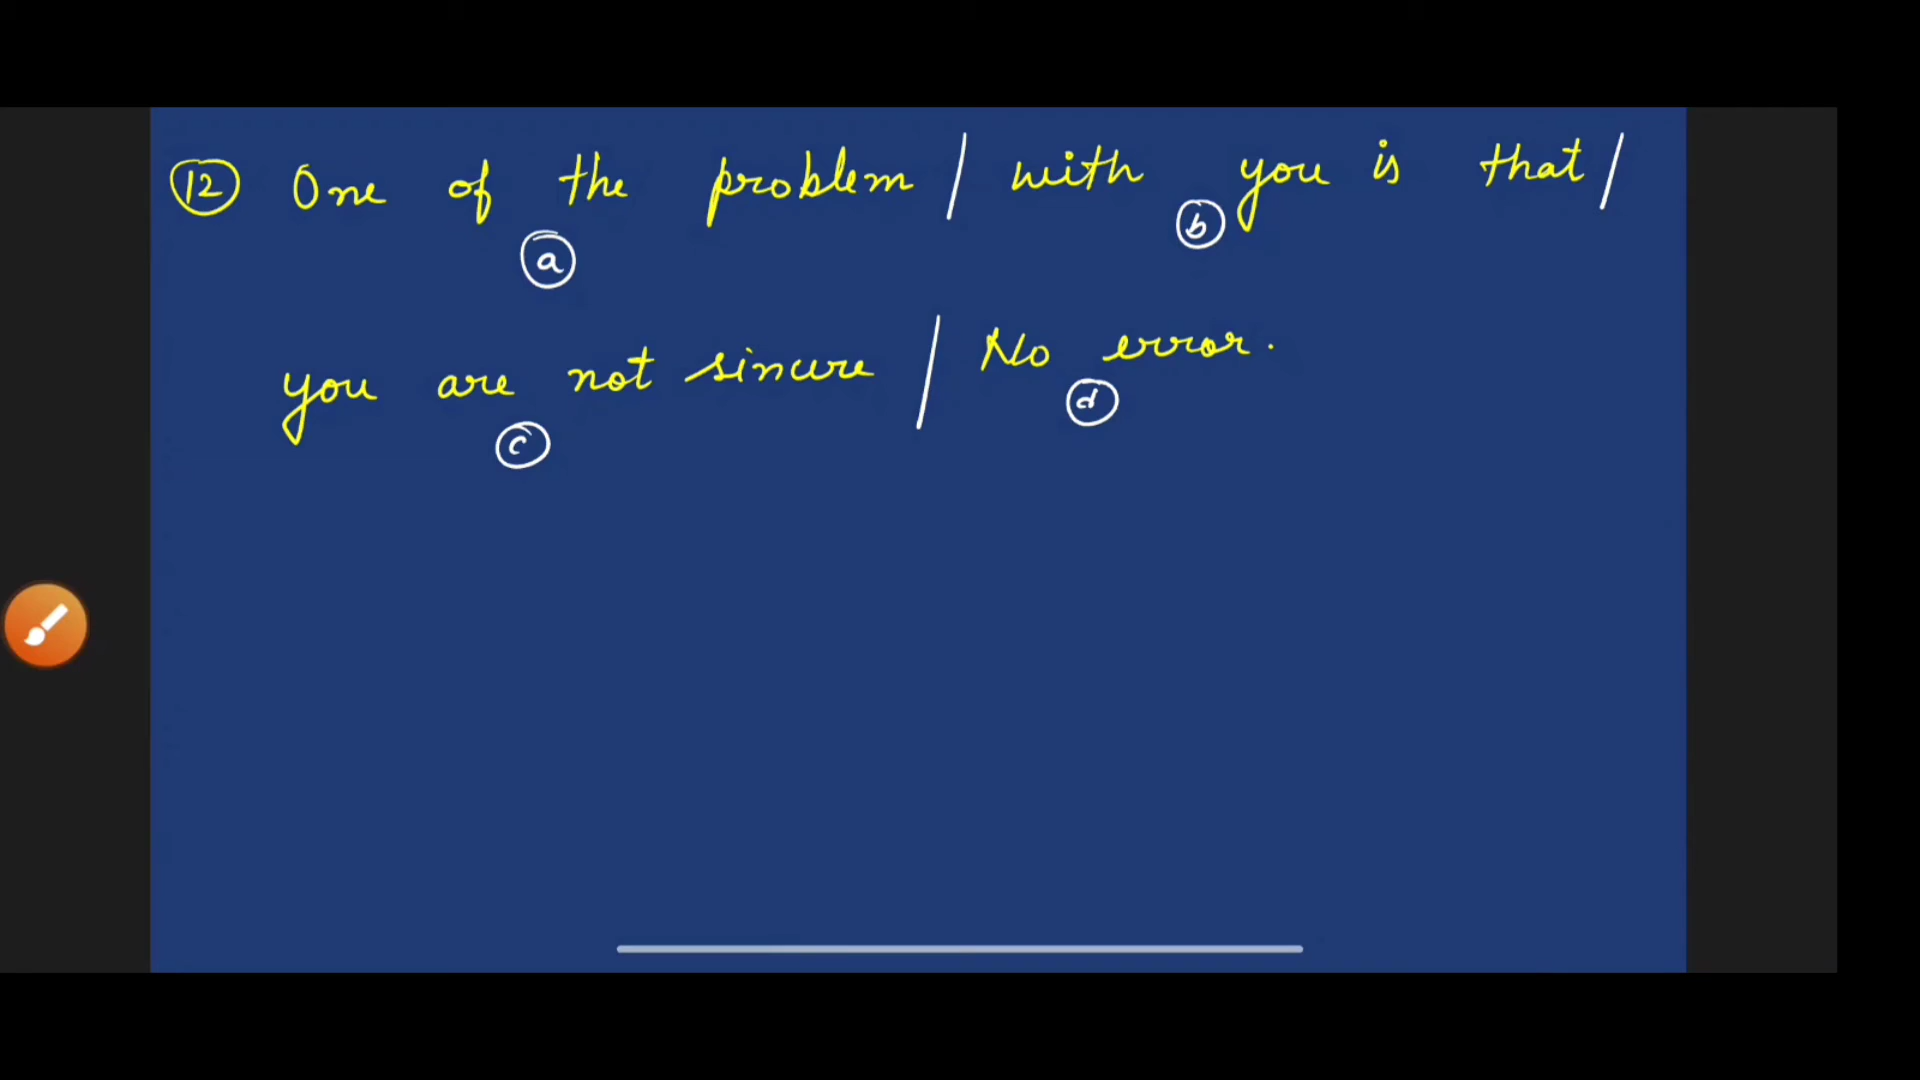 12 One of the problem / with you is that /
a b
you are not sincere / No error.
c d